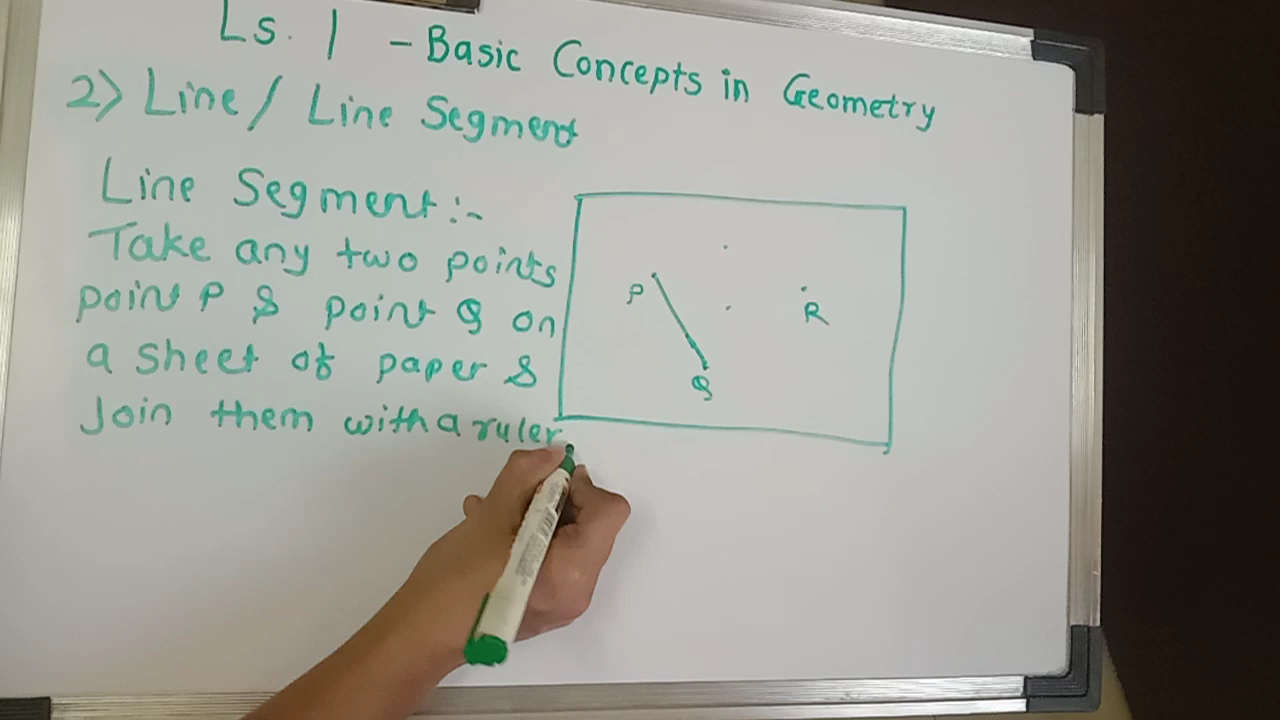 Ls. 1 - Basic Concepts in Geometry
2) Line / Line Segment
Line Segment :-
Take any two points
point P & point Q on
a sheet of paper &
Join them with a ruler
P
R
Q